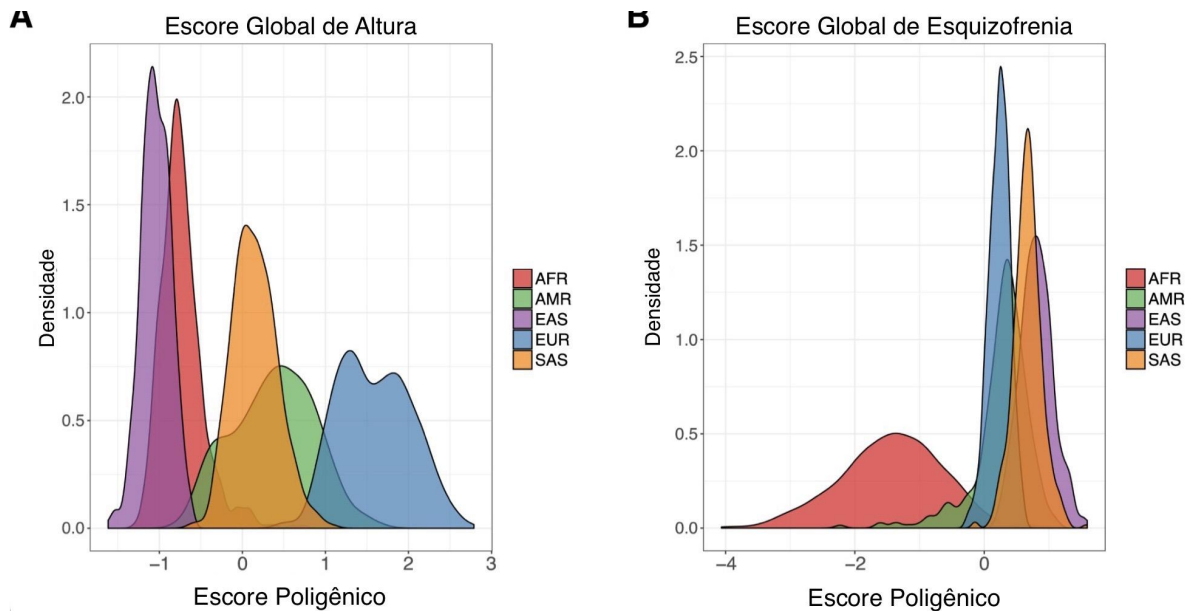 A
Escore Global de Altura
Densidade
2.0
1.5
1.0
0.5
0.0
−1
0
1
2
3
Escore Poligênico
AFR
AMR
EAS
EUR
SAS
B
Escore Global de Esquizofrenia
Densidade
2.5
2.0
1.5
1.0
0.5
0.0
−4
−2
0
Escore Poligênico
AFR
AMR
EAS
EUR
SAS